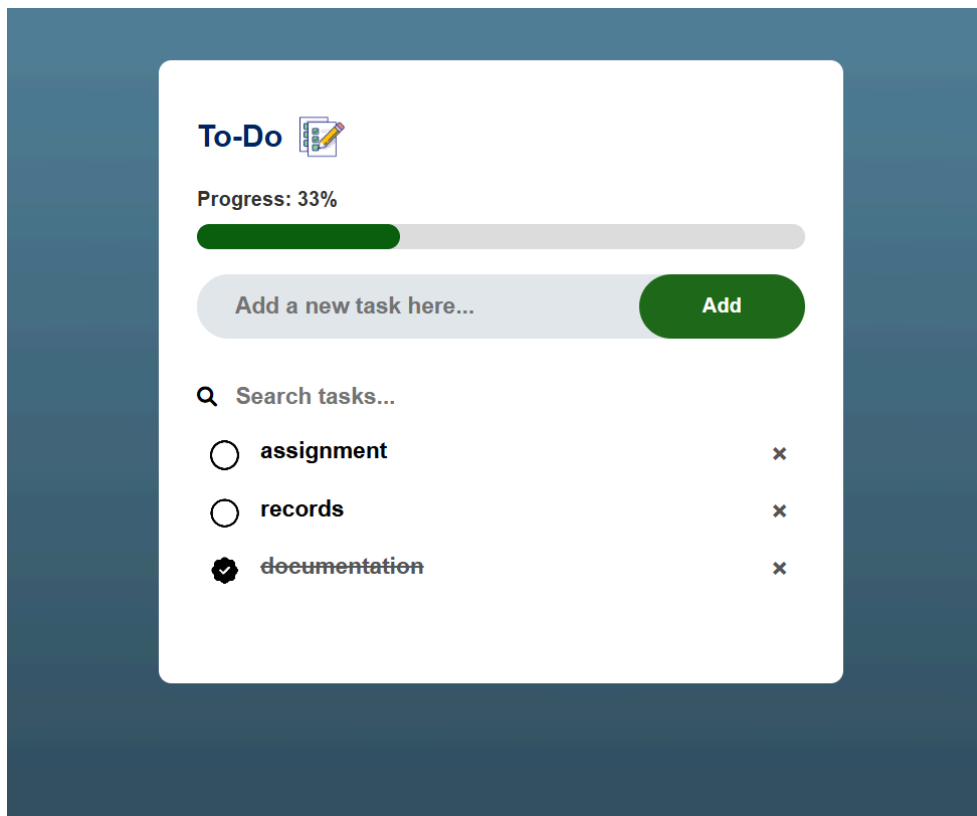 To-Do
Progress: 33%
Add a new task here... Add
Search tasks...
assignment ×
records ×
documentation ×